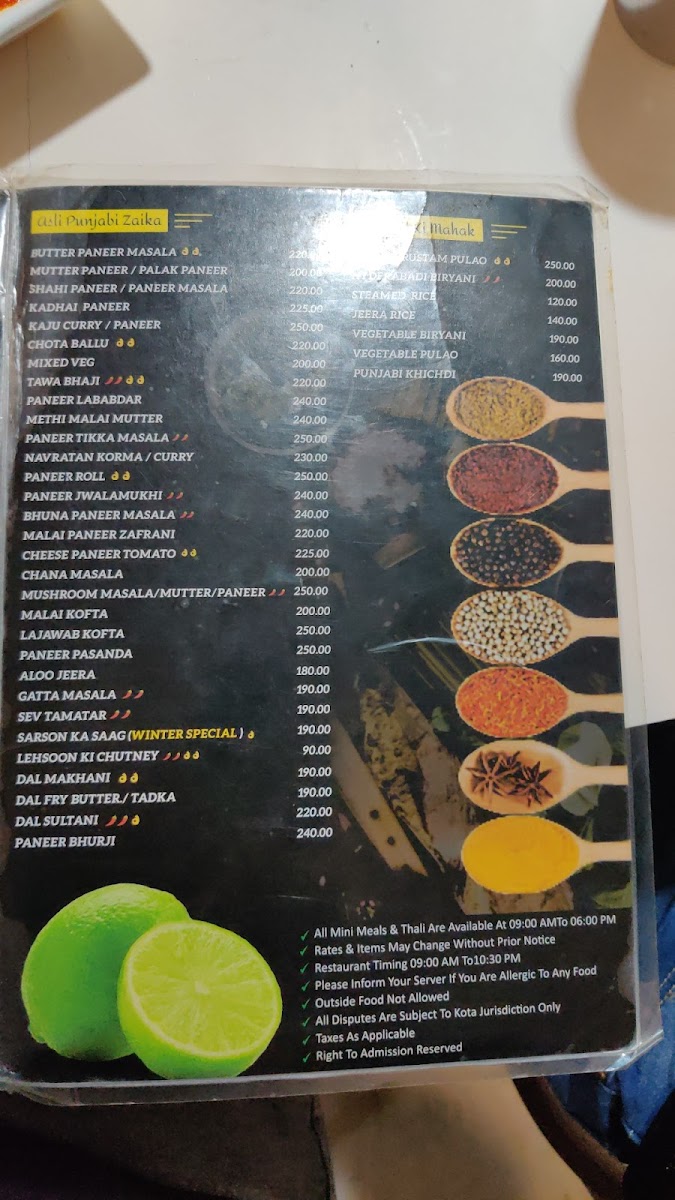 Asli Punjabi Zaika
BUTTER PANEER MASALA 220
MUTTER PANEER / PALAK PANEER 200.00
SHAHI PANEER / PANEER MASALA 220.00
KADHAI PANEER 225.00
KAJU CURRY / PANEER 250.00
CHOTA BALLU 220.00
MIXED VEG 200.00
TAWA BHAJI 220.00
PANEER LABABDAR 240.00
METHI MALAI MUTTER 240.00
PANEER TIKKA MASALA 250.00
NAVRATAN KORMA / CURRY 230.00
PANEER ROLL 250.00
PANEER JWALAMUKHI 240.00
BHUNA PANEER MASALA 240.00
MALAI PANEER ZAFRANI 220.00
CHEESE PANEER TOMATO 225.00
CHANA MASALA 200.00
MUSHROOM MASALA/MUTTER/PANEER 250.00
MALAI KOFTA 200.00
LAJAWAB KOFTA 250.00
PANEER PASANDA 250.00
ALOO JEERA 180.00
GATTA MASALA 190.00
SEV TAMATAR 190.00
SARSON KA SAAG (WINTER SPECIAL) 190.00
LEHSOON KI CHUTNEY 90.00
DAL MAKHANI 190.00
DAL FRY BUTTER./ TADKA 190.00
DAL SULTANI 220.00
PANEER BHURJI 240.00
Mahak
RUSTAM PULAO 250.00
HYDERABADI BIRYANI 200.00
STEAMED RICE 120.00
JEERA RICE 140.00
VEGETABLE BIRYANI 190.00
VEGETABLE PULAO 160.00
PUNJABI KHICHDI 190.00
All Mini Meals & Thali Are Available At 09:00 AMTo 06:00 PM
Rates & Items May Change Without Prior Notice
Restaurant Timing 09:00 AM To10:30 PM
Please Inform Your Server If You Are Allergic To Any Food
Outside Food Not Allowed
All Disputes Are Subject To Kota Jurisdiction Only
Taxes As Applicable
Right To Admission Reserved